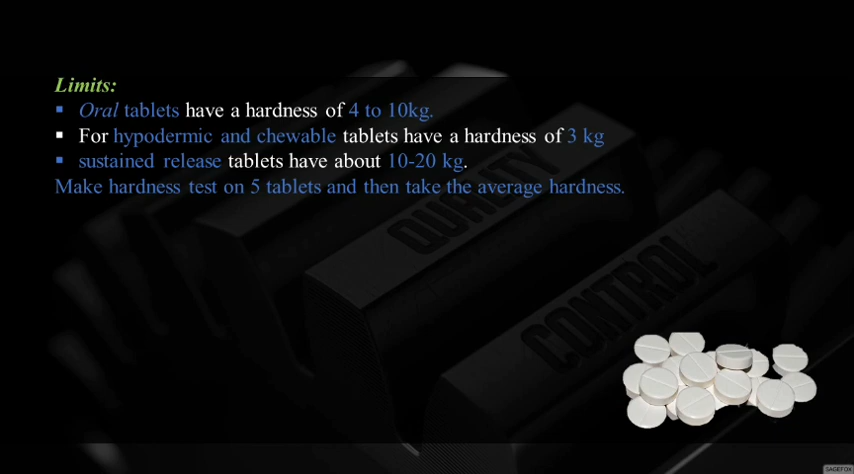 Limits:
▪ Oral tablets have a hardness of 4 to 10kg.
▪ For hypodermic and chewable tablets have a hardness of 3 kg
▪ sustained release tablets have about 10-20 kg.
Make hardness test on 5 tablets and then take the average hardness.
QUALITY
CONTROL
SAGEFOX